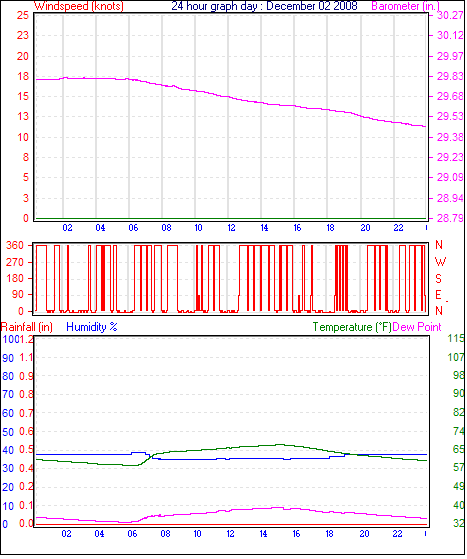 Windspeed (knots) 24 hour graph day : December 02 2008 Barometer (in.)
25 30.27
23 30.12
20 29.97
18 29.83
15 29.68
13 29.53
10 29.38
8 29.23
5 29.09
3 28.94
0 28.79
02 04 06 08 10 12 14 16 18 20 22
360 N
270 W
180 S
90 E
0 N
Rainfall (in) Humidity % Temperature (°F) Dew Point
100 1.2 115
90 1.1 107
80 0.9 98
70 0.8 90
60 0.7 82
50 0.6 73
40 0.5 65
30 0.4 57
20 0.2 49
10 0.1 40
0 0.0 32
02 04 06 08 10 12 14 16 18 20 22